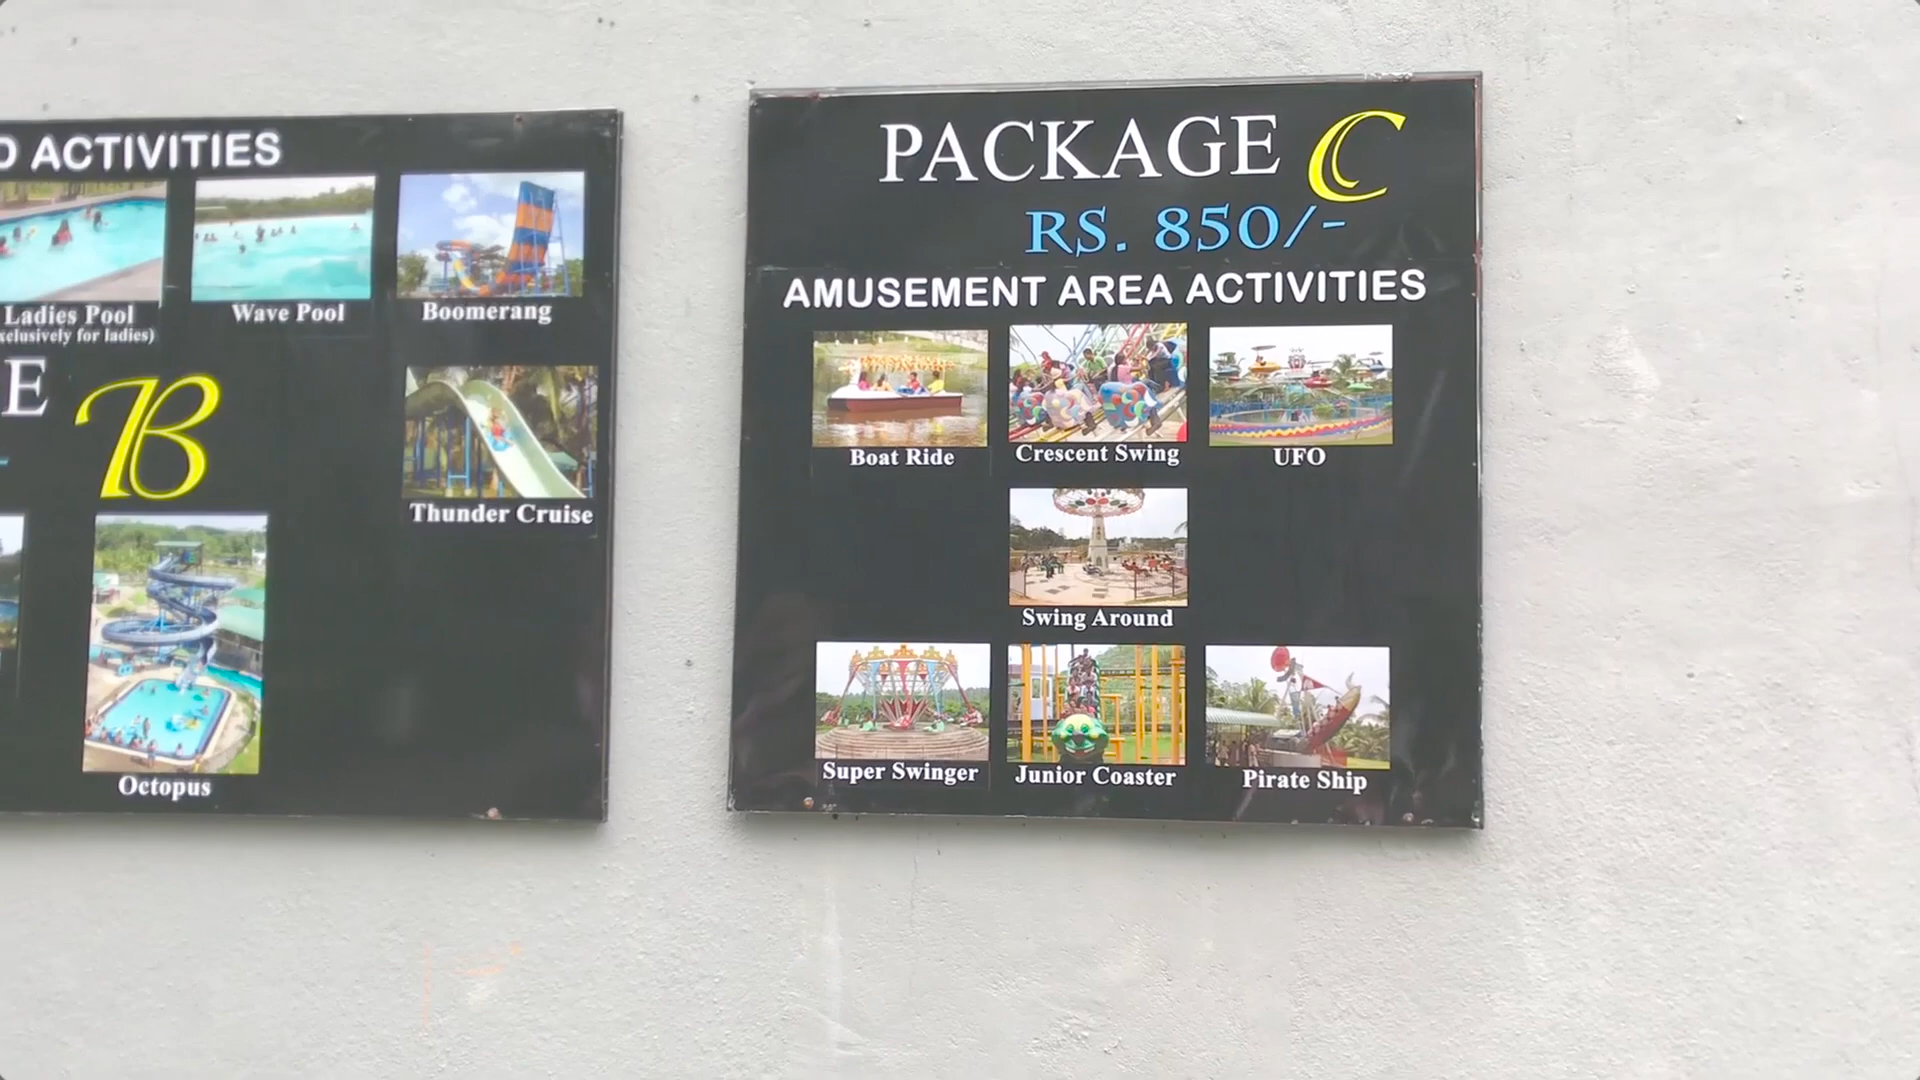 ACTIVITIES
Ladies Pool
Wave Pool
Boomerang
for ladies)
B
Thunder Cruise
Octopus
PACKAGE C
RS. 850/-
AMUSEMENT AREA ACTIVITIES
Boat Ride
Crescent Swing
UFO
Swing Around
Super Swinger
Junior Coaster
Pirate Ship